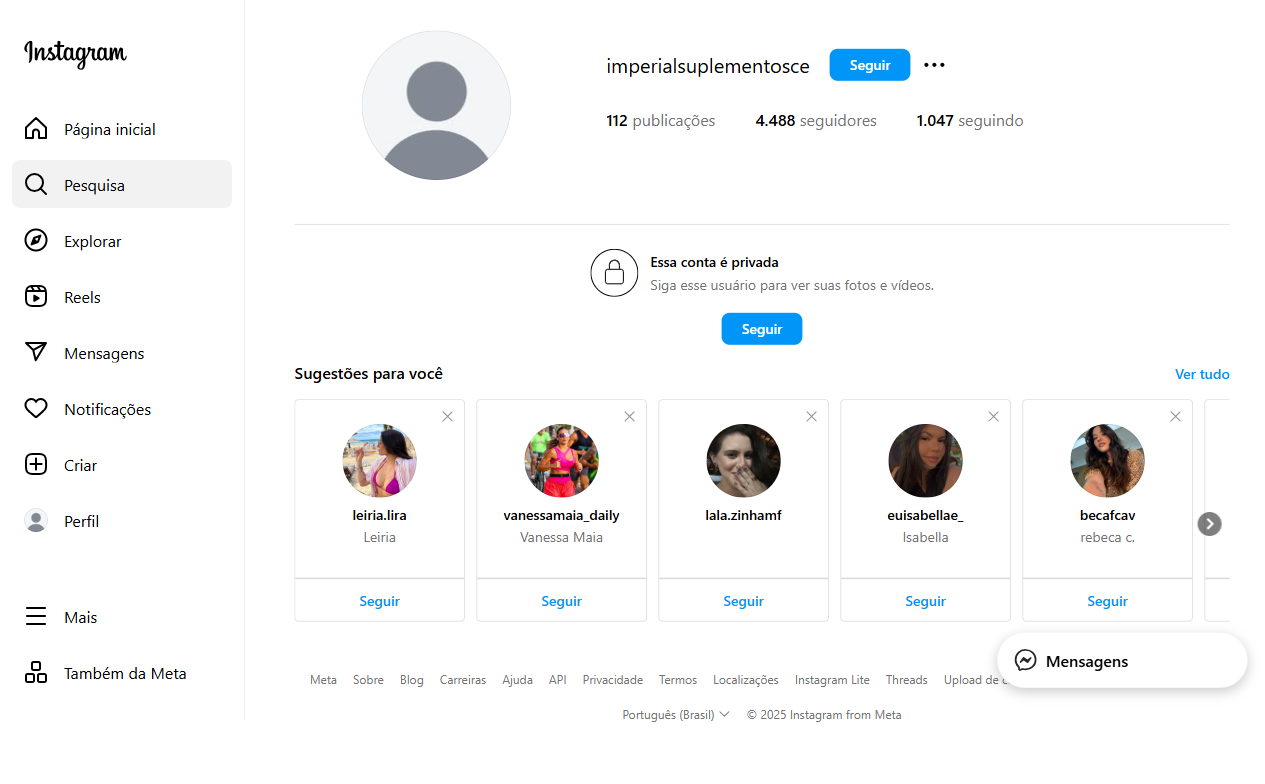 Instagram
Página inicial
Pesquisa
Explorar
Reels
Mensagens
Notificações
Criar
Perfil
Mais
Também da Meta
imperialsuplementosce Seguir
112 publicações 4.488 seguidores 1.047 seguindo
Essa conta é privada
Siga esse usuário para ver suas fotos e vídeos.
Seguir
Sugestões para você Ver tudo
leiria.lira
Leiria
Seguir
vanessamaia_daily
Vanessa Maia
Seguir
lala.zinhamf
Seguir
euisabellae_
Isabella
Seguir
becafcav
rebeca c.
Seguir
Mensagens
Meta Sobre Blog Carreiras Ajuda API Privacidade Termos Localizações Instagram Lite Threads Upload de
Português (Brasil) © 2025 Instagram from Meta